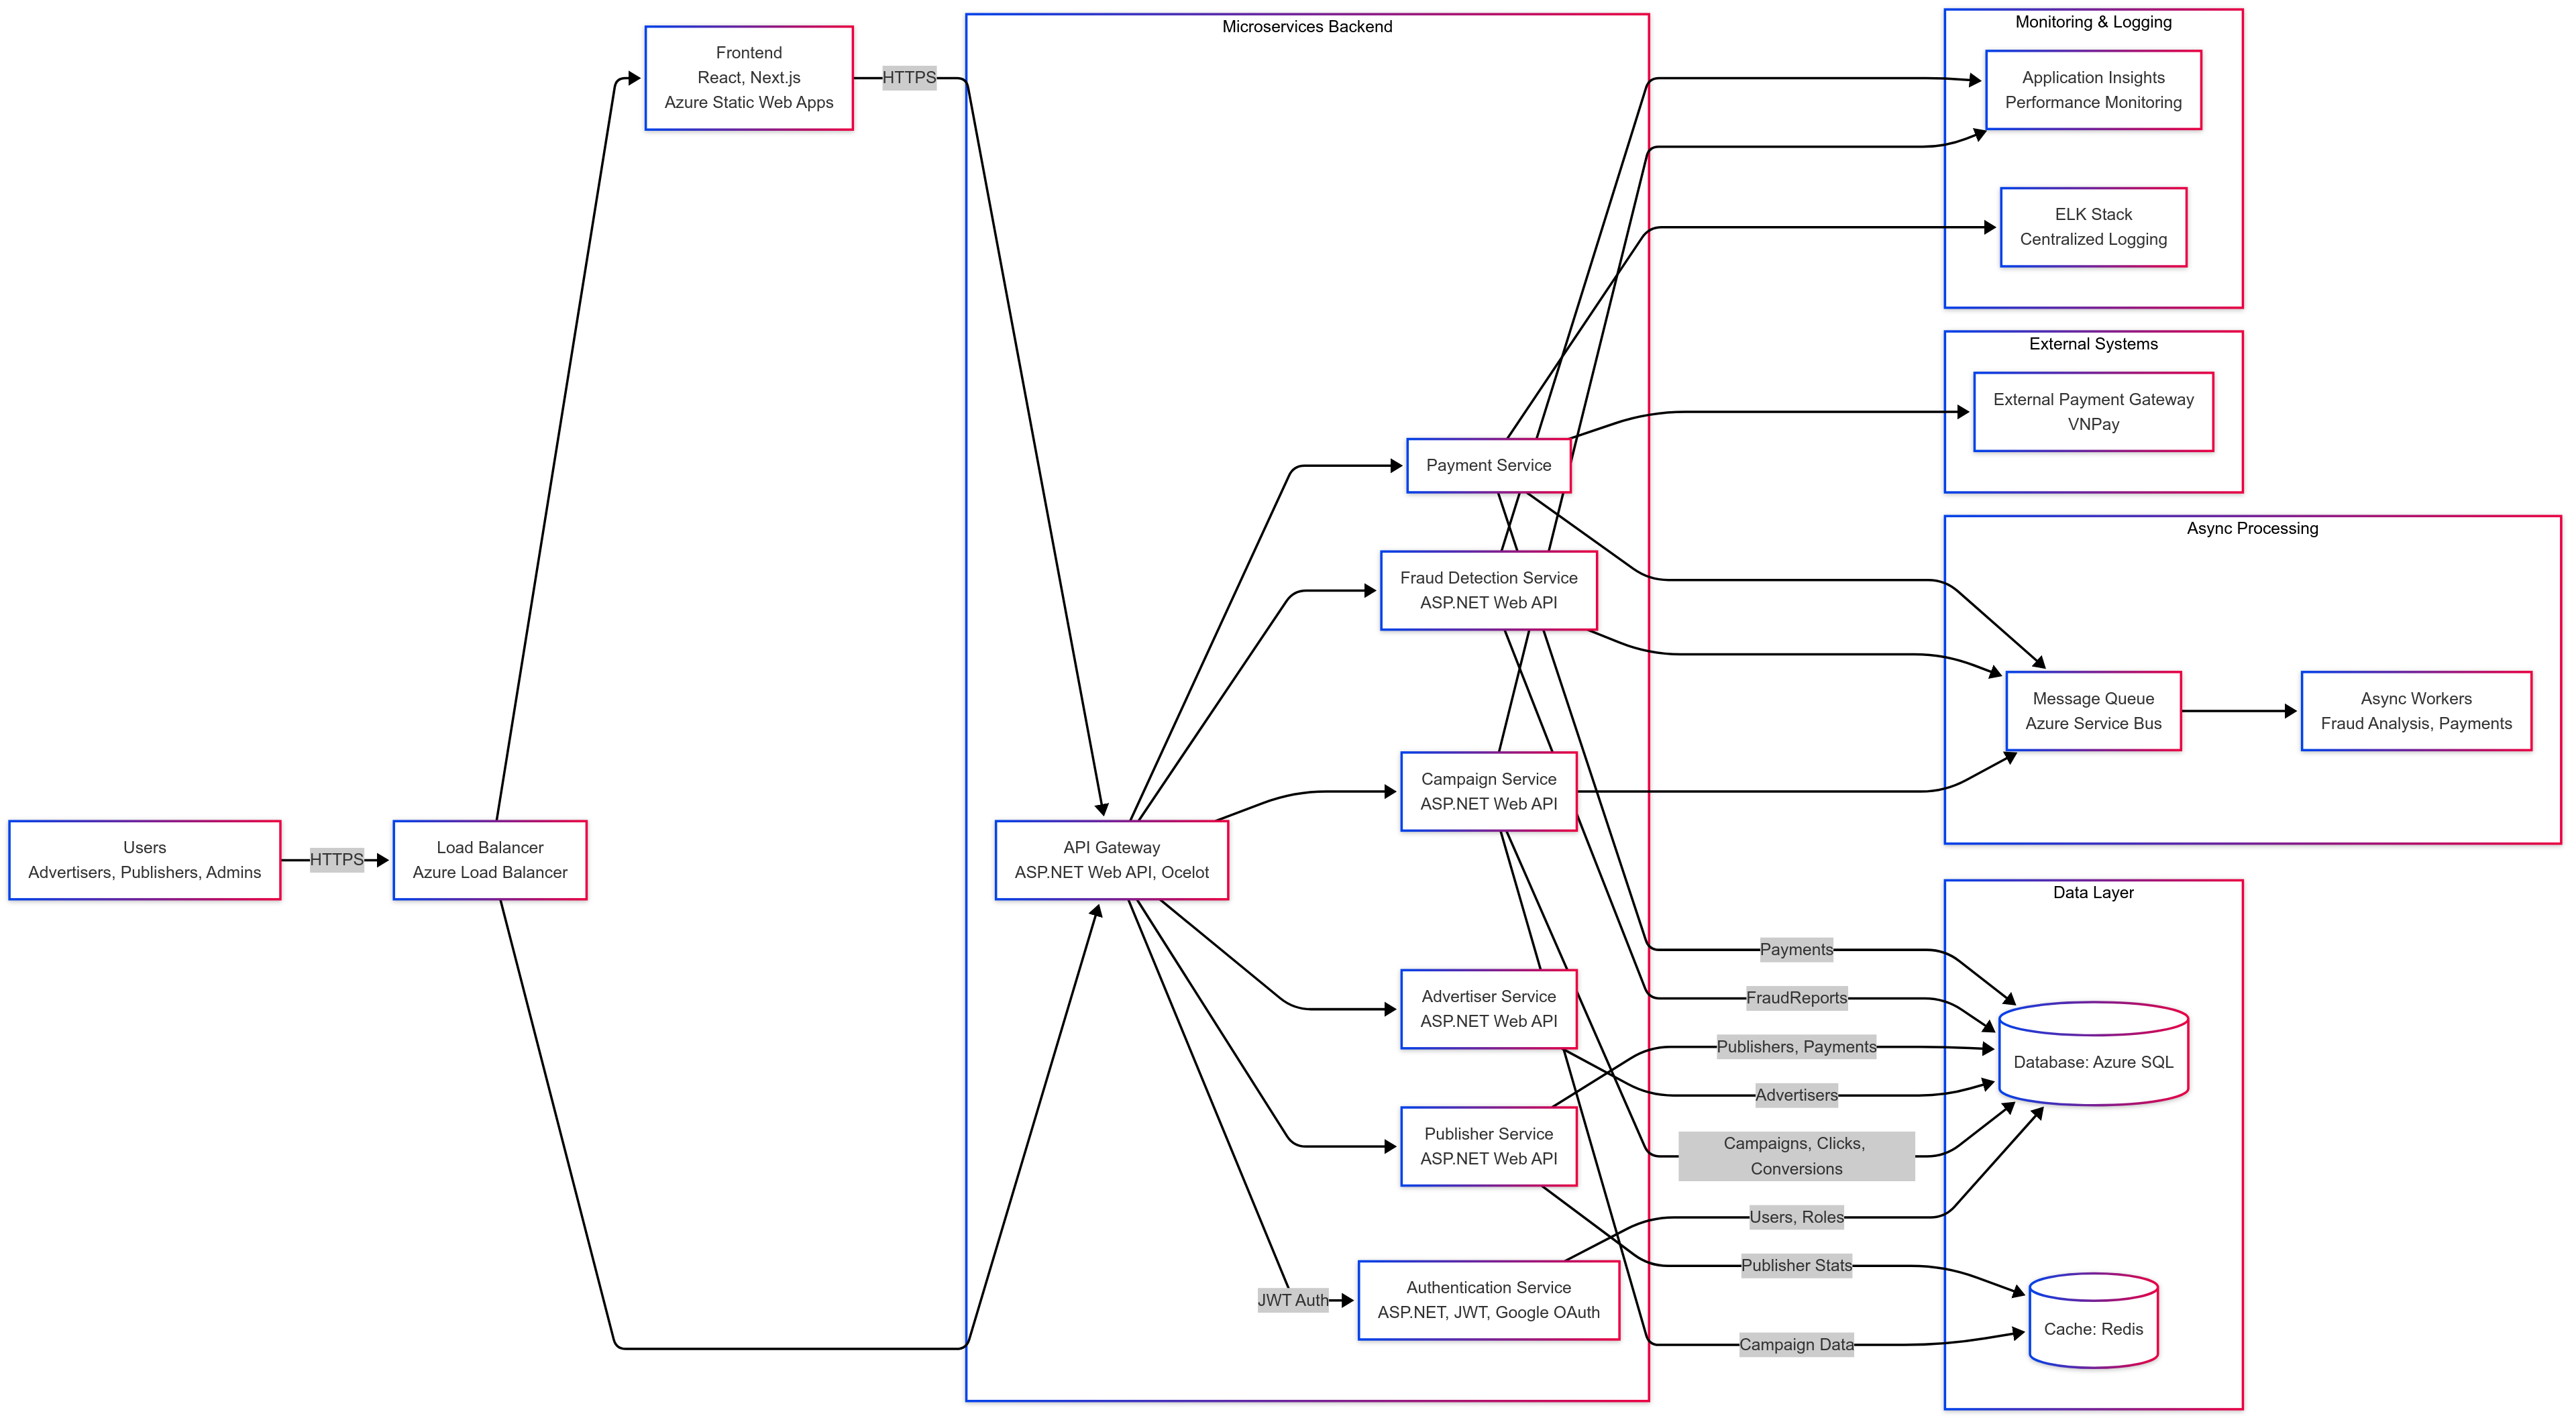 Users
Advertisers, Publishers, Admins
HTTPS
Load Balancer
Azure Load Balancer
Frontend
React, Next.js
Azure Static Web Apps
HTTPS
Microservices Backend
API Gateway
ASP.NET Web API, Ocelot
Payment Service
Fraud Detection Service
ASP.NET Web API
Campaign Service
ASP.NET Web API
Advertiser Service
ASP.NET Web API
Publisher Service
ASP.NET Web API
JWT Auth
Authentication Service
ASP.NET, JWT, Google OAuth
Monitoring & Logging
Application Insights
Performance Monitoring
ELK Stack
Centralized Logging
External Systems
External Payment Gateway
VNPay
Async Processing
Message Queue
Azure Service Bus
Async Workers
Fraud Analysis, Payments
Payments
FraudReports
Publishers, Payments
Advertisers
Campaigns, Clicks,
Conversions
Users, Roles
Publisher Stats
Campaign Data
Data Layer
Database: Azure SQL
Cache: Redis